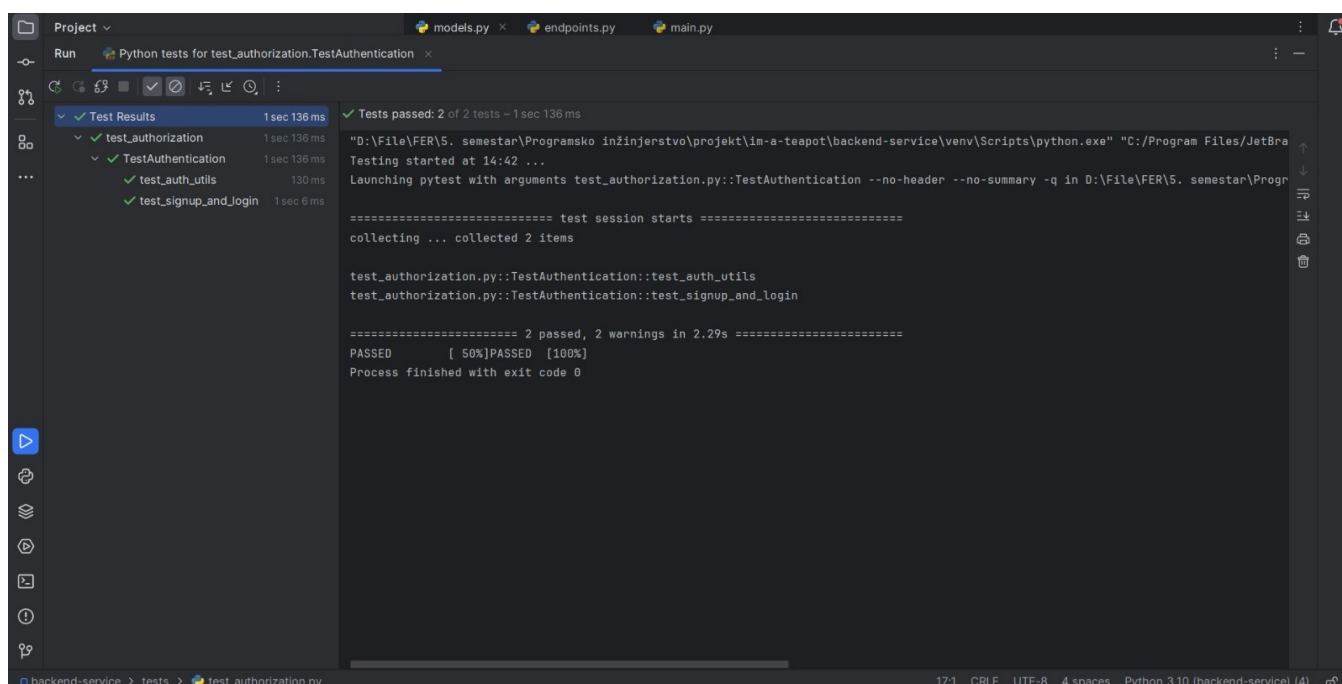 Project
models.py
endpoints.py
main.py
Run Python tests for test_authorization.TestAuthentication
Test Results 1 sec 136 ms
test_authorization 1 sec 136 ms
TestAuthentication 1 sec 136 ms
test_auth_utils 130 ms
test_signup_and_login 1 sec 6 ms
Tests passed: 2 of 2 tests – 1 sec 136 ms
"D:\File\FER\5. semestar\Programsko inžinjerstvo\projekt\im-a-teapot\backend-service\venv\Scripts\python.exe" "C:/Program Files/JetBra
Testing started at 14:42 ...
Launching pytest with arguments test_authorization.py::TestAuthentication --no-header --no-summary -q in D:\File\FER\5. semestar\Progr
============================= test session starts =============================
collecting ... collected 2 items
test_authorization.py::TestAuthentication::test_auth_utils
test_authorization.py::TestAuthentication::test_signup_and_login
======================== 2 passed, 2 warnings in 2.29s ========================
PASSED [ 50%]PASSED [100%]
Process finished with exit code 0
backend-service > tests > test_authorization.py
17:1 CRLF UTF-8 4 spaces Python 3.10 (backend-service) (4)